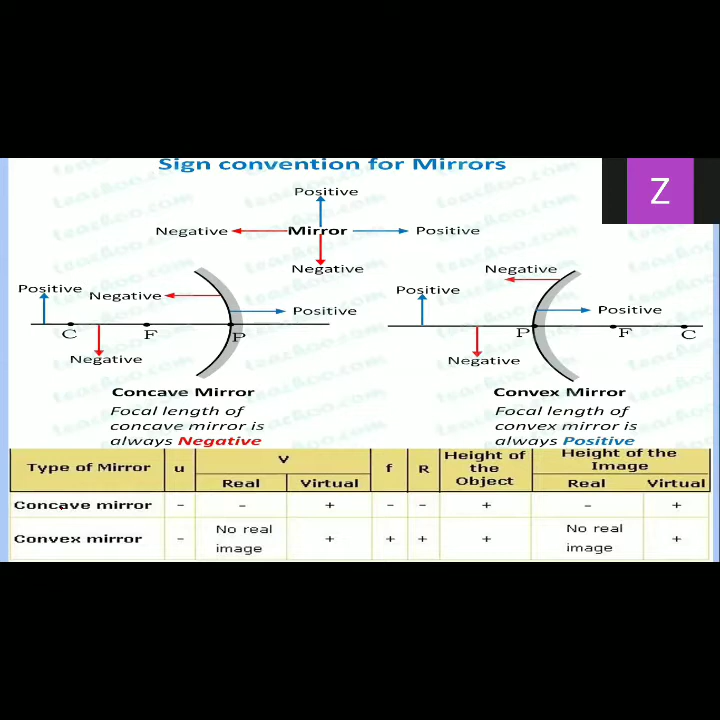 Sign convention for Mirrors
Z
Positive
Negative Mirror Positive
Negative
Positive Negative Positive
C F P
Negative
Concave Mirror
Focal length of
concave mirror is
always Negative
Negative
Positive Positive
P F C
Negative
Convex Mirror
Focal length of
convex mirror is
always Positive
Type of Mirror u V f R Height of the Object Height of the Image
Real Virtual Real Virtual
Concave mirror - - + - - + - +
Convex mirror - No real image + + + + No real image +
teachoo.com